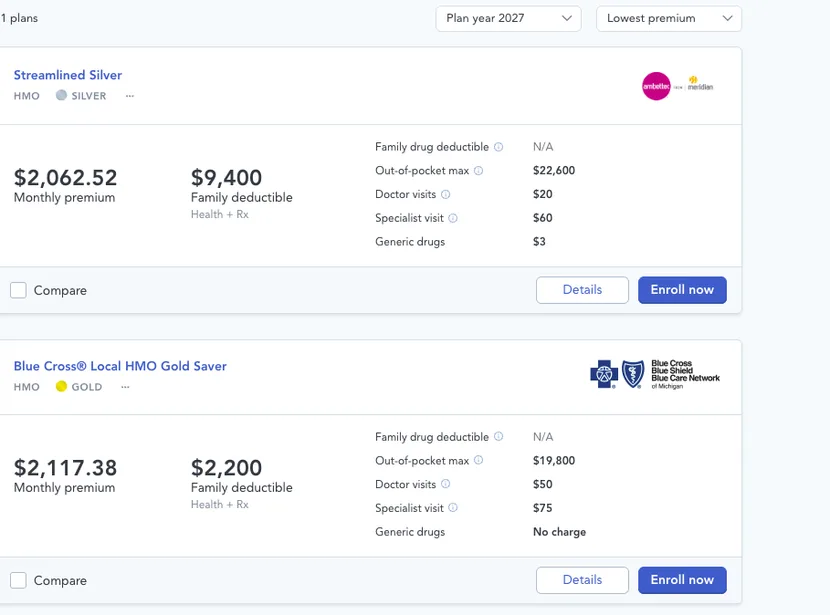 1 plans
Plan year 2027
Lowest premium
Streamlined Silver
HMO SILVER ...
ambetter
meridian
$2,062.52
Monthly premium
$9,400
Family deductible
Health + Rx
Family drug deductible N/A
Out-of-pocket max $22,600
Doctor visits $20
Specialist visit $60
Generic drugs $3
Compare
Details
Enroll now
Blue Cross® Local HMO Gold Saver
HMO GOLD ...
Blue Cross
Blue Shield
Blue Care Network
of Michigan
$2,117.38
Monthly premium
$2,200
Family deductible
Health + Rx
Family drug deductible N/A
Out-of-pocket max $19,800
Doctor visits $50
Specialist visit $75
Generic drugs No charge
Compare
Details
Enroll now